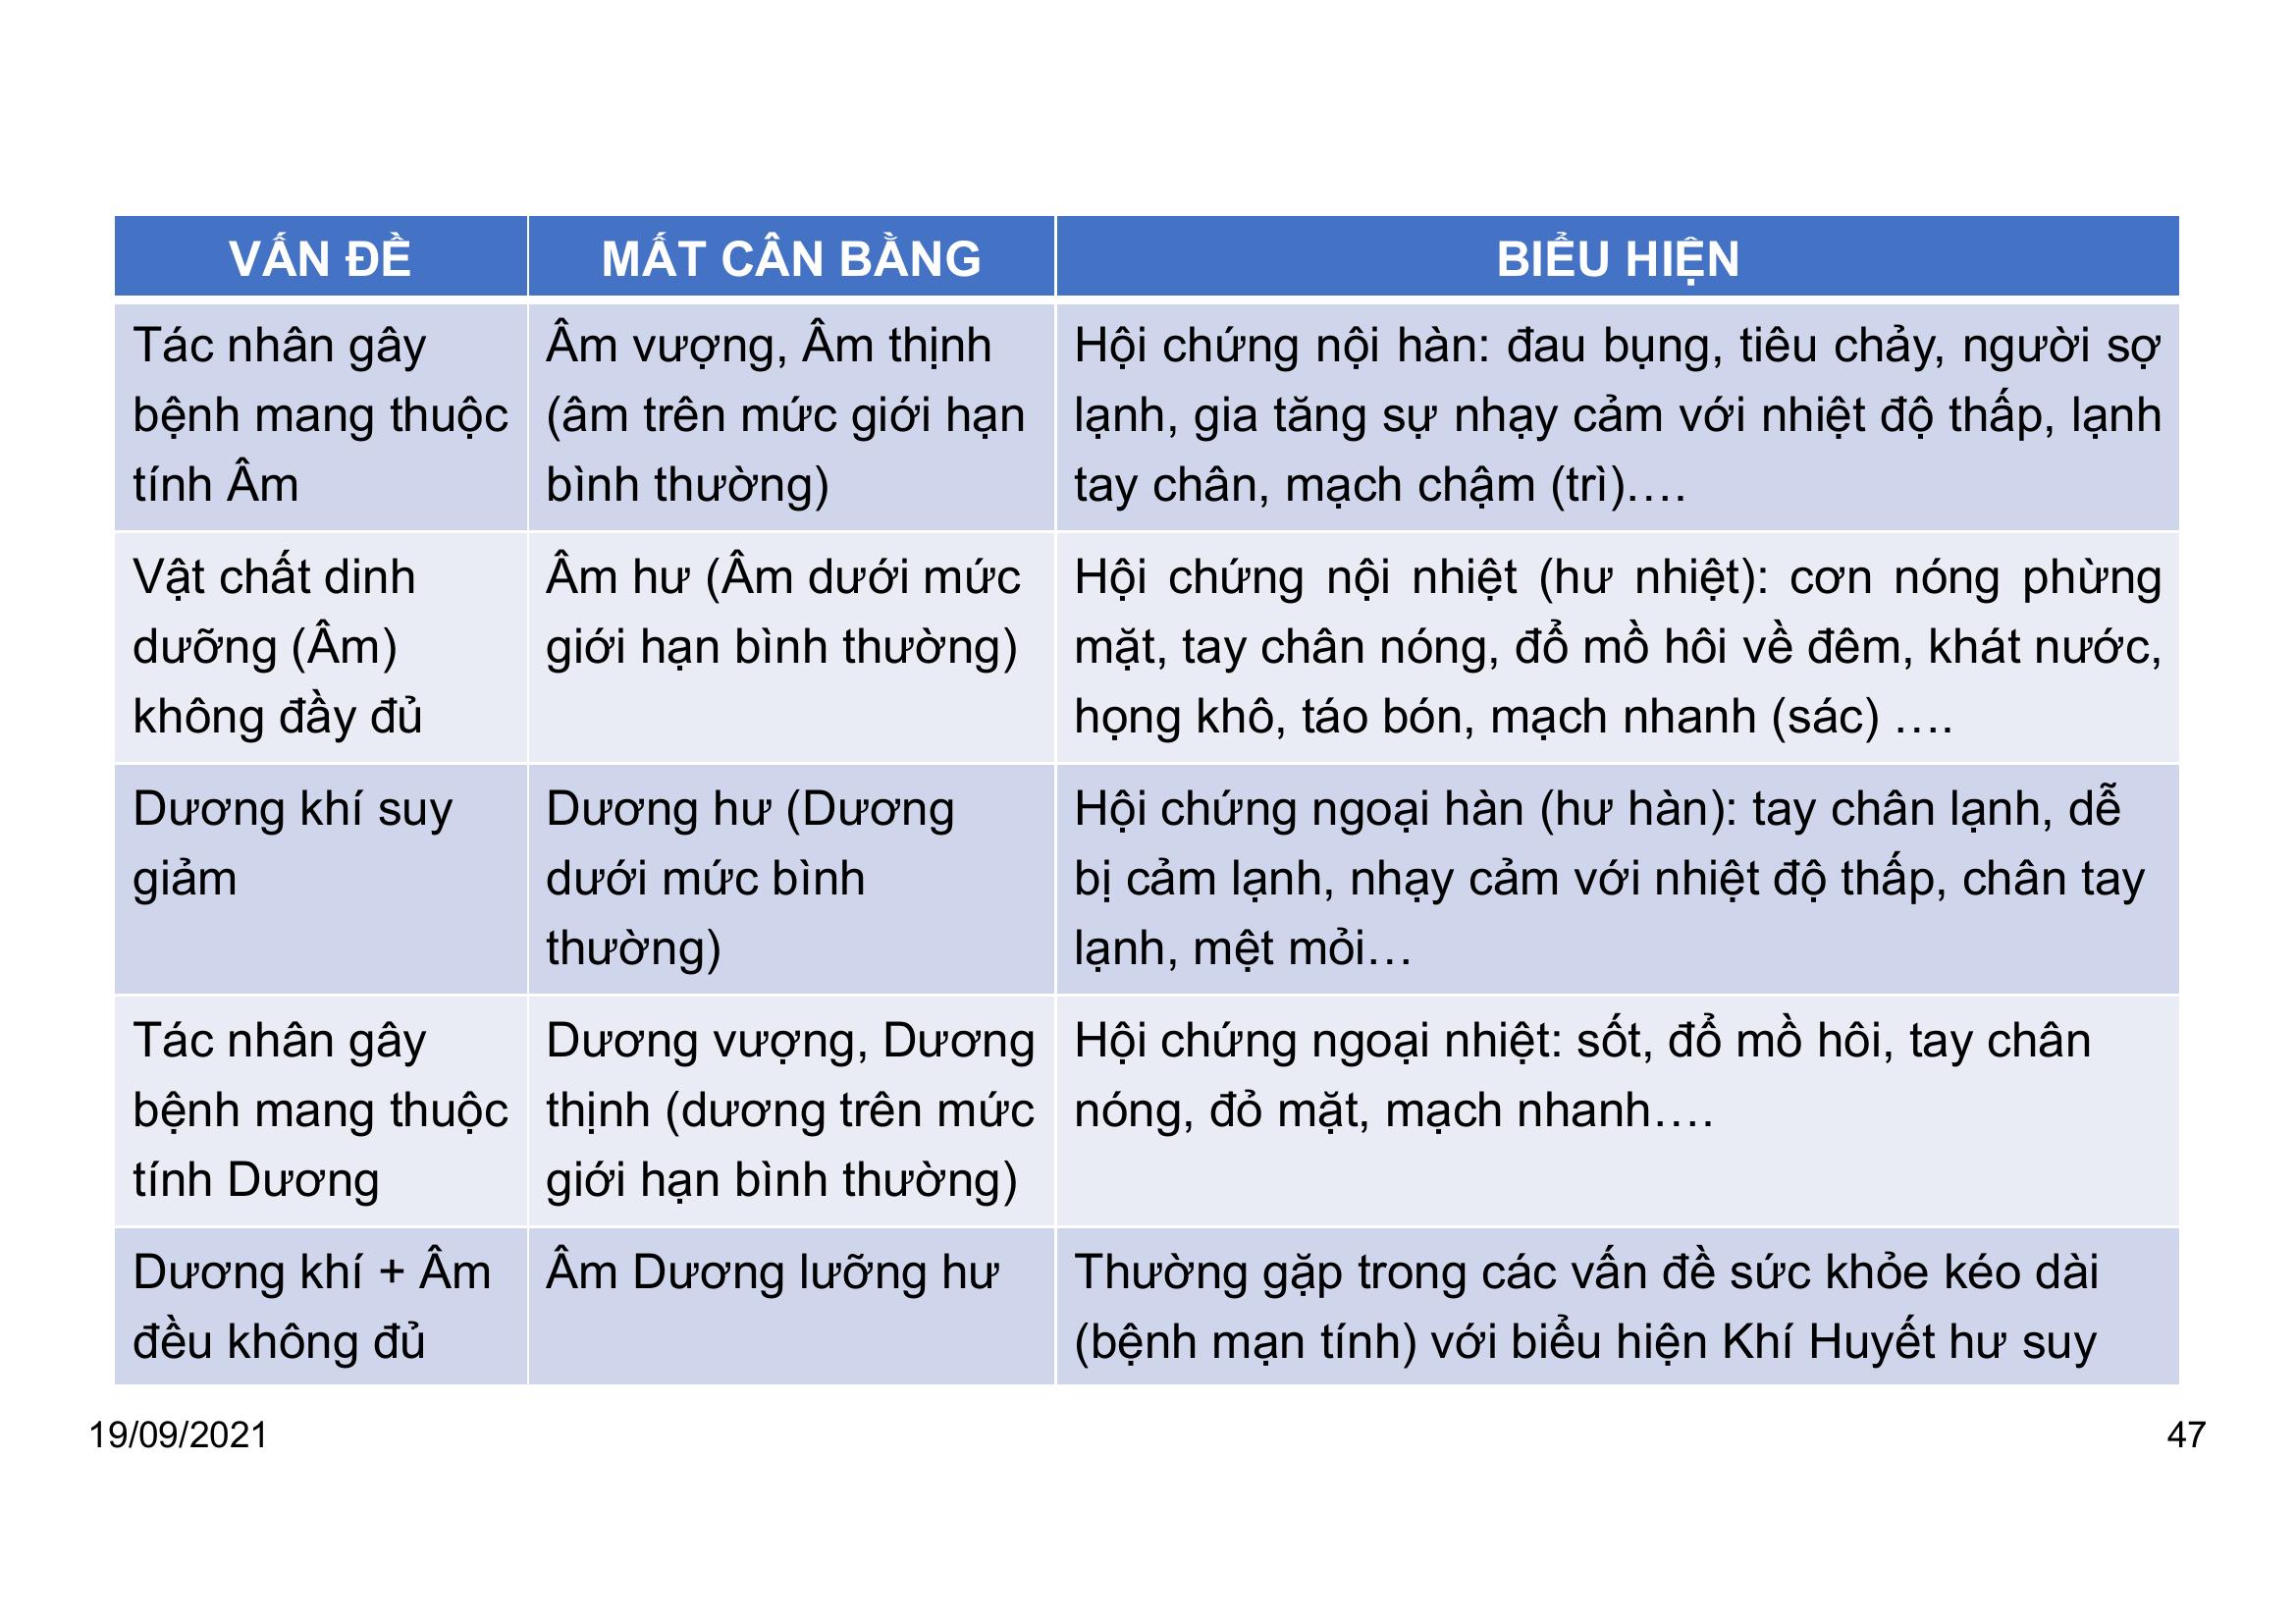 VẤN ĐỀ
MẤT CÂN BẰNG
BIỂU HIỆN
Tác nhân gây
bệnh mang thuộc
tính Âm
Âm vượng, Âm thịnh
(âm trên mức giới hạn
bình thường)
Hội chứng nội hàn: đau bụng, tiêu chảy, người sợ
lạnh, gia tăng sự nhạy cảm với nhiệt độ thấp, lạnh
tay chân, mạch chậm (trì)….
Vật chất dinh
dưỡng (Âm)
không đầy đủ
Âm hư (Âm dưới mức
giới hạn bình thường)
Hội chứng nội nhiệt (hư nhiệt): cơn nóng phừng
mặt, tay chân nóng, đổ mồ hôi về đêm, khát nước,
họng khô, táo bón, mạch nhanh (sác) ….
Dương khí suy
giảm
Dương hư (Dương
dưới mức bình
thường)
Hội chứng ngoại hàn (hư hàn): tay chân lạnh, dễ
bị cảm lạnh, nhạy cảm với nhiệt độ thấp, chân tay
lạnh, mệt mỏi…
Tác nhân gây
bệnh mang thuộc
tính Dương
Dương vượng, Dương
thịnh (dương trên mức
giới hạn bình thường)
Hội chứng ngoại nhiệt: sốt, đổ mồ hôi, tay chân
nóng, đỏ mặt, mạch nhanh….
Dương khí + Âm
đều không đủ
Âm Dương lưỡng hư
Thường gặp trong các vấn đề sức khỏe kéo dài
(bệnh mạn tính) với biểu hiện Khí Huyết hư suy
19/09/2021
47